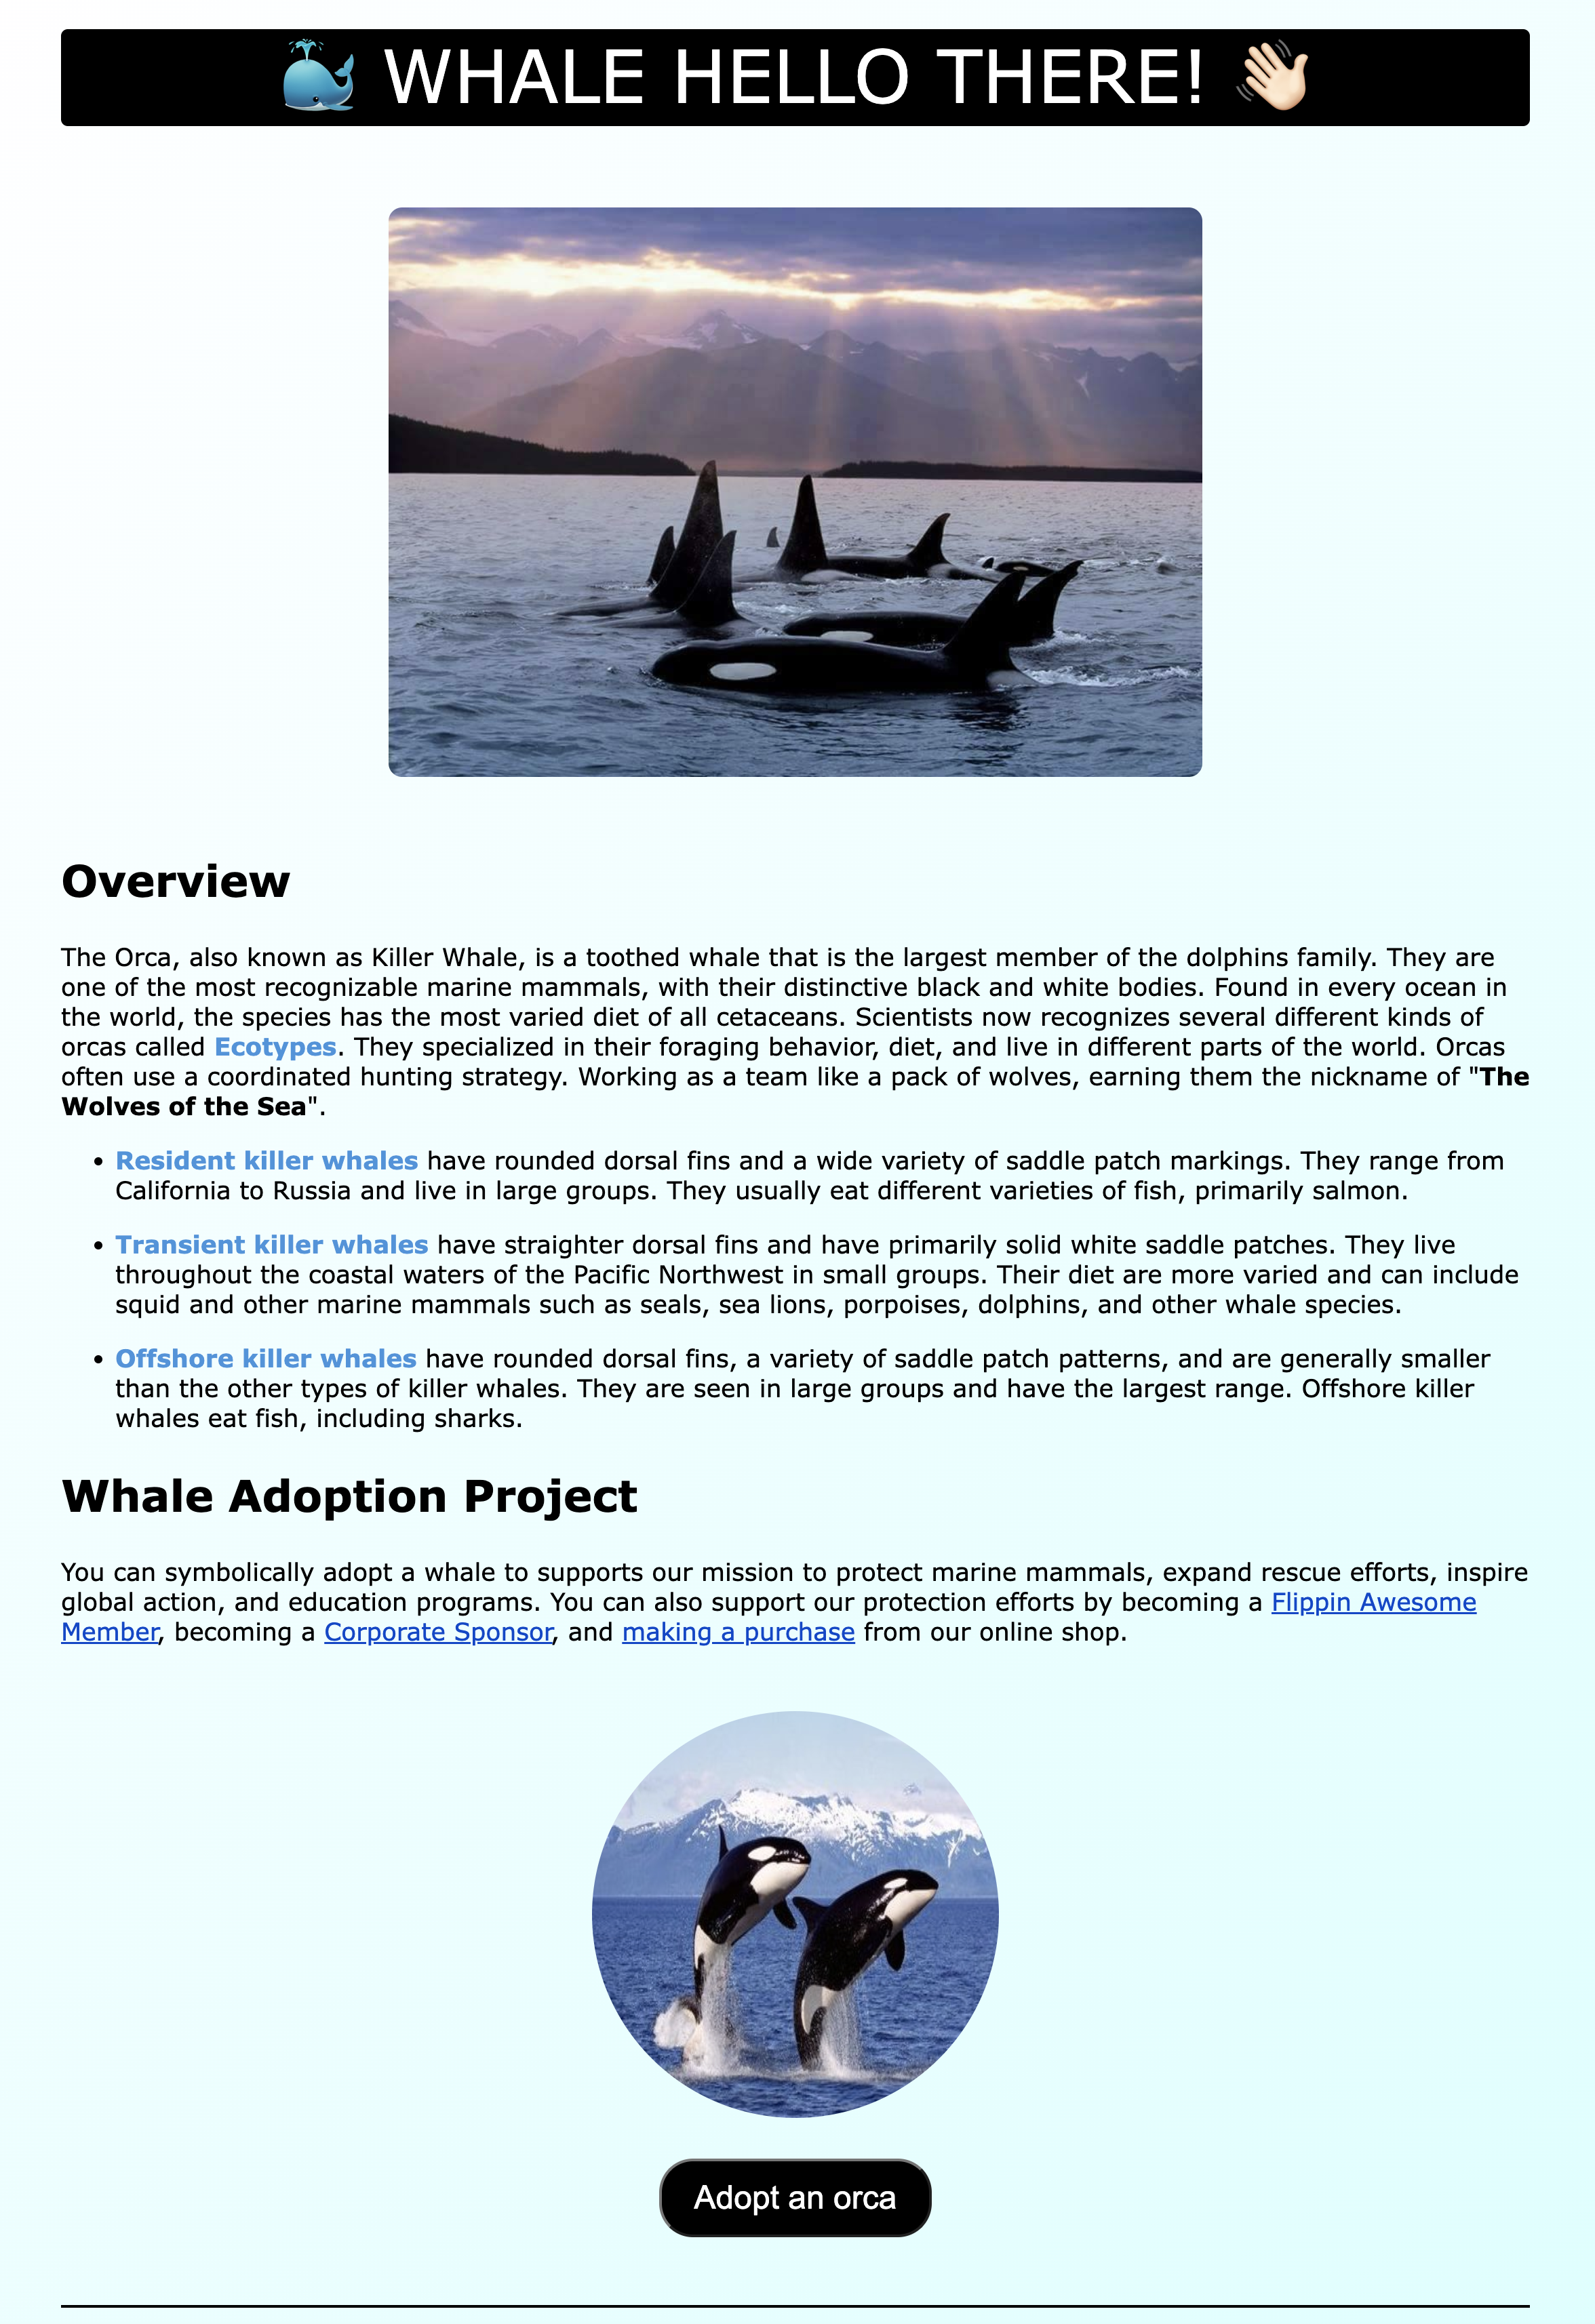 🐳 WHALE HELLO THERE! 👋🏻
Overview
The Orca, also known as Killer Whale, is a toothed whale that is the largest member of the dolphins family. They are
one of the most recognizable marine mammals, with their distinctive black and white bodies. Found in every ocean in
the world, the species has the most varied diet of all cetaceans. Scientists now recognizes several different kinds of
orcas called Ecotypes. They specialized in their foraging behavior, diet, and live in different parts of the world. Orcas
often use a coordinated hunting strategy. Working as a team like a pack of wolves, earning them the nickname of "The
Wolves of the Sea".
• Resident killer whales have rounded dorsal fins and a wide variety of saddle patch markings. They range from
California to Russia and live in large groups. They usually eat different varieties of fish, primarily salmon.
• Transient killer whales have straighter dorsal fins and have primarily solid white saddle patches. They live
throughout the coastal waters of the Pacific Northwest in small groups. Their diet are more varied and can include
squid and other marine mammals such as seals, sea lions, porpoises, dolphins, and other whale species.
• Offshore killer whales have rounded dorsal fins, a variety of saddle patch patterns, and are generally smaller
than the other types of killer whales. They are seen in large groups and have the largest range. Offshore killer
whales eat fish, including sharks.
Whale Adoption Project
You can symbolically adopt a whale to supports our mission to protect marine mammals, expand rescue efforts, inspire
global action, and education programs. You can also support our protection efforts by becoming a Flippin Awesome
Member, becoming a Corporate Sponsor, and making a purchase from our online shop.
Adopt an orca